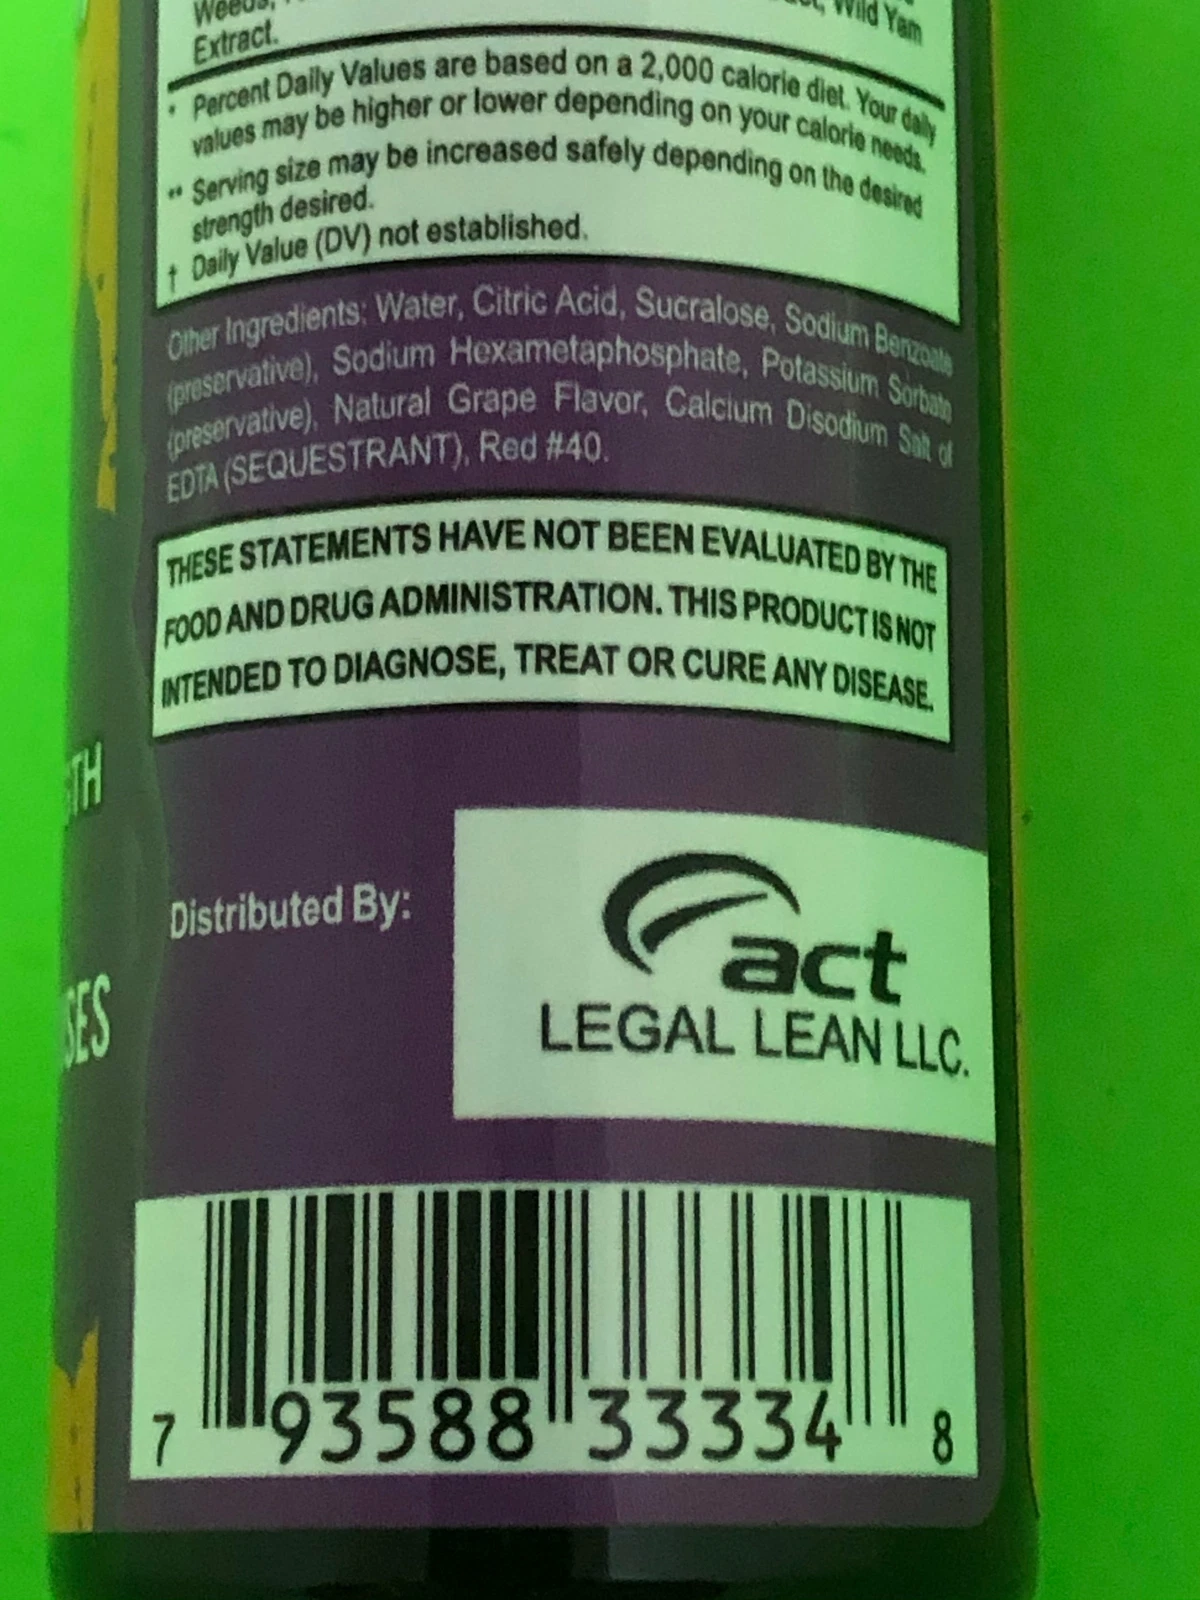 Weeds, Wild Yam
Extract.
* Percent Daily Values are based on a 2,000 calorie diet. Your daily
values may be higher or lower depending on your calorie needs.
** Serving size may be increased safely depending on the desired
strength desired.
† Daily Value (DV) not established.
Other Ingredients: Water, Citric Acid, Sucralose, Sodium Benzoate
(preservative), Sodium Hexametaphosphate, Potassium Sorbate
(preservative), Natural Grape Flavor, Calcium Disodium Salt of
EDTA (SEQUESTRANT), Red #40.
THESE STATEMENTS HAVE NOT BEEN EVALUATED BY THE
FOOD AND DRUG ADMINISTRATION. THIS PRODUCT IS NOT
INTENDED TO DIAGNOSE, TREAT OR CURE ANY DISEASE.
Distributed By:
act
LEGAL LEAN LLC.
7 93588 33334 8